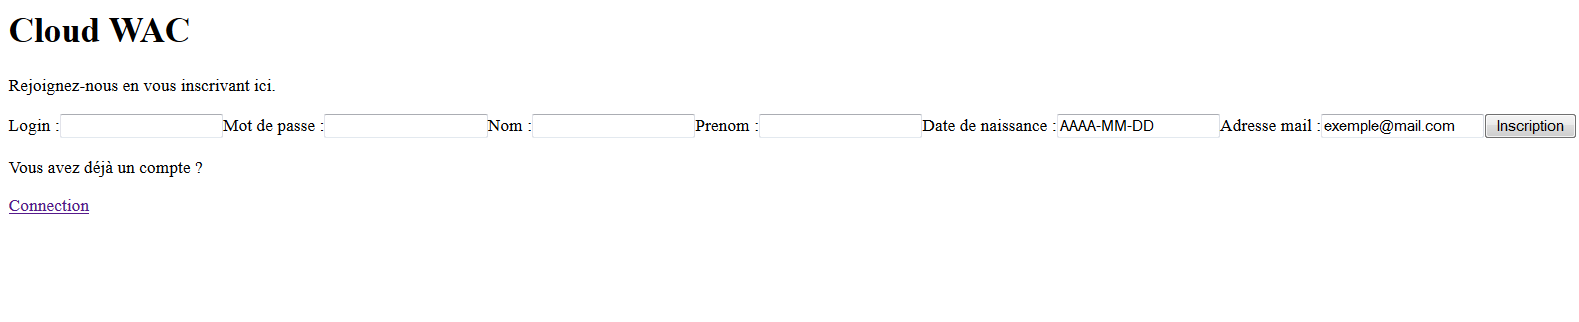 Cloud WAC
Rejoignez-nous en vous inscrivant ici.
Login : Mot de passe : Nom : Prenom : Date de naissance : AAAA-MM-DD Adresse mail : exemple@mail.com Inscription
Vous avez déjà un compte ?
Connection